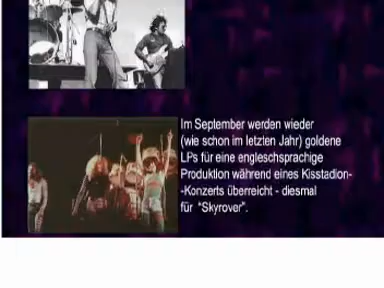 Im September werden wieder
(wie schon im letzten Jahr) goldene
LPs für eine engleschsprachige
Produktion während eines Kisstadion-
-Konzerts überreicht - diesmal
für "Skyrover".